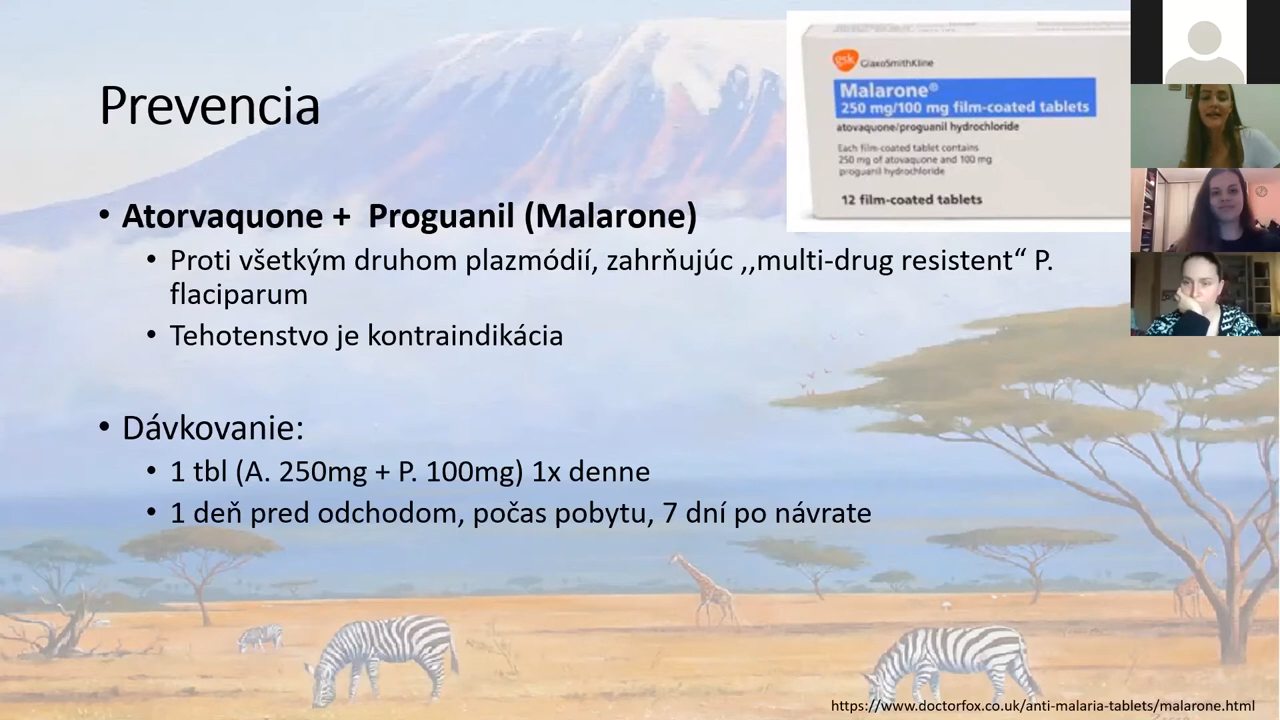 Prevencia
• Atorvaquone + Proguanil (Malarone)
• Proti všetkým druhom plazmódií, zahrňujúc ,,multi-drug resistent“ P.
flaciparum
• Tehotenstvo je kontraindikácia
• Dávkovanie:
• 1 tbl (A. 250mg + P. 100mg) 1x denne
• 1 deň pred odchodom, počas pobytu, 7 dní po návrate
gsk GlaxoSmithKline
Malarone®
250 mg/100 mg film-coated tablets
atovaquone/proguanil hydrochloride
Each film-coated tablet contains
250 mg of atovaquone and 100 mg
proguanil hydrochloride
12 film-coated tablets
https://www.doctorfox.co.uk/anti-malaria-tablets/malarone.html